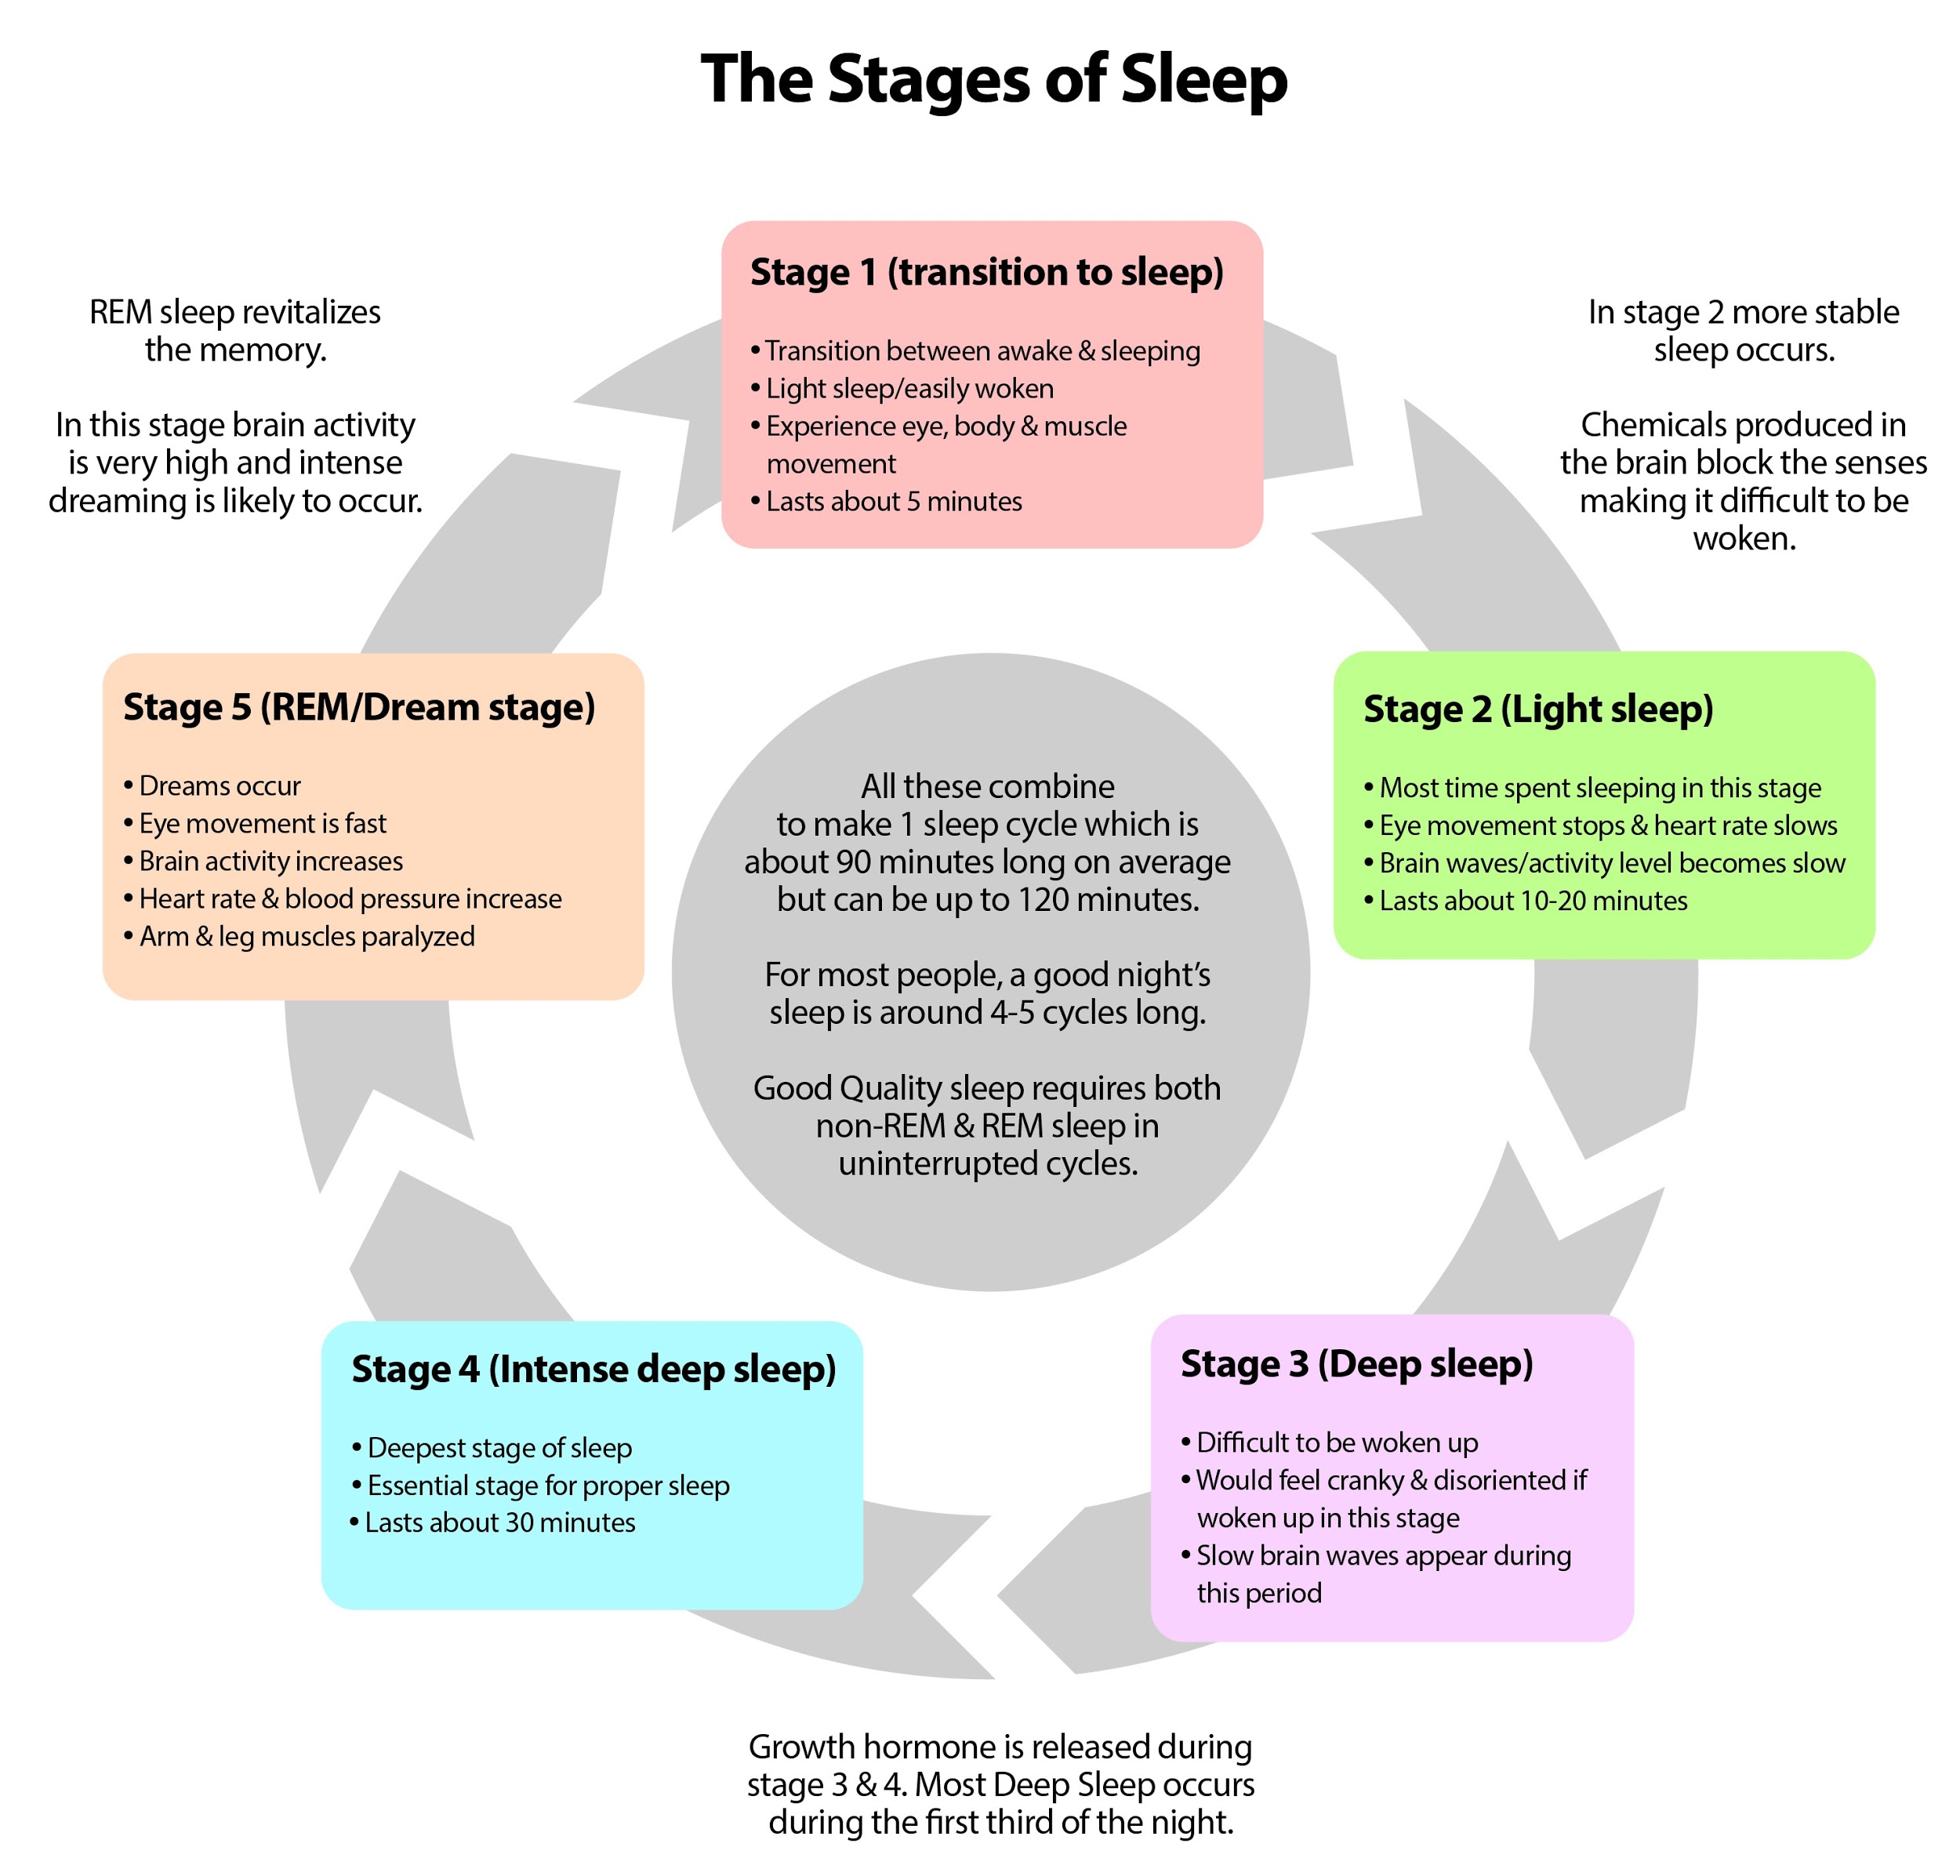 The Stages of Sleep
Stage 1 (transition to sleep)
• Transition between awake & sleeping
• Light sleep/easily woken
• Experience eye, body & muscle
movement
• Lasts about 5 minutes
REM sleep revitalizes
the memory.
In this stage brain activity
is very high and intense
dreaming is likely to occur.
In stage 2 more stable
sleep occurs.
Chemicals produced in
the brain block the senses
making it difficult to be
woken.
Stage 5 (REM/Dream stage)
• Dreams occur
• Eye movement is fast
• Brain activity increases
• Heart rate & blood pressure increase
• Arm & leg muscles paralyzed
All these combine
to make 1 sleep cycle which is
about 90 minutes long on average
but can be up to 120 minutes.
For most people, a good night’s
sleep is around 4-5 cycles long.
Good Quality sleep requires both
non-REM & REM sleep in
uninterrupted cycles.
Stage 2 (Light sleep)
• Most time spent sleeping in this stage
• Eye movement stops & heart rate slows
• Brain waves/activity level becomes slow
• Lasts about 10-20 minutes
Stage 4 (Intense deep sleep)
• Deepest stage of sleep
• Essential stage for proper sleep
• Lasts about 30 minutes
Stage 3 (Deep sleep)
• Difficult to be woken up
• Would feel cranky & disoriented if
woken up in this stage
• Slow brain waves appear during
this period
Growth hormone is released during
stage 3 & 4. Most Deep Sleep occurs
during the first third of the night.